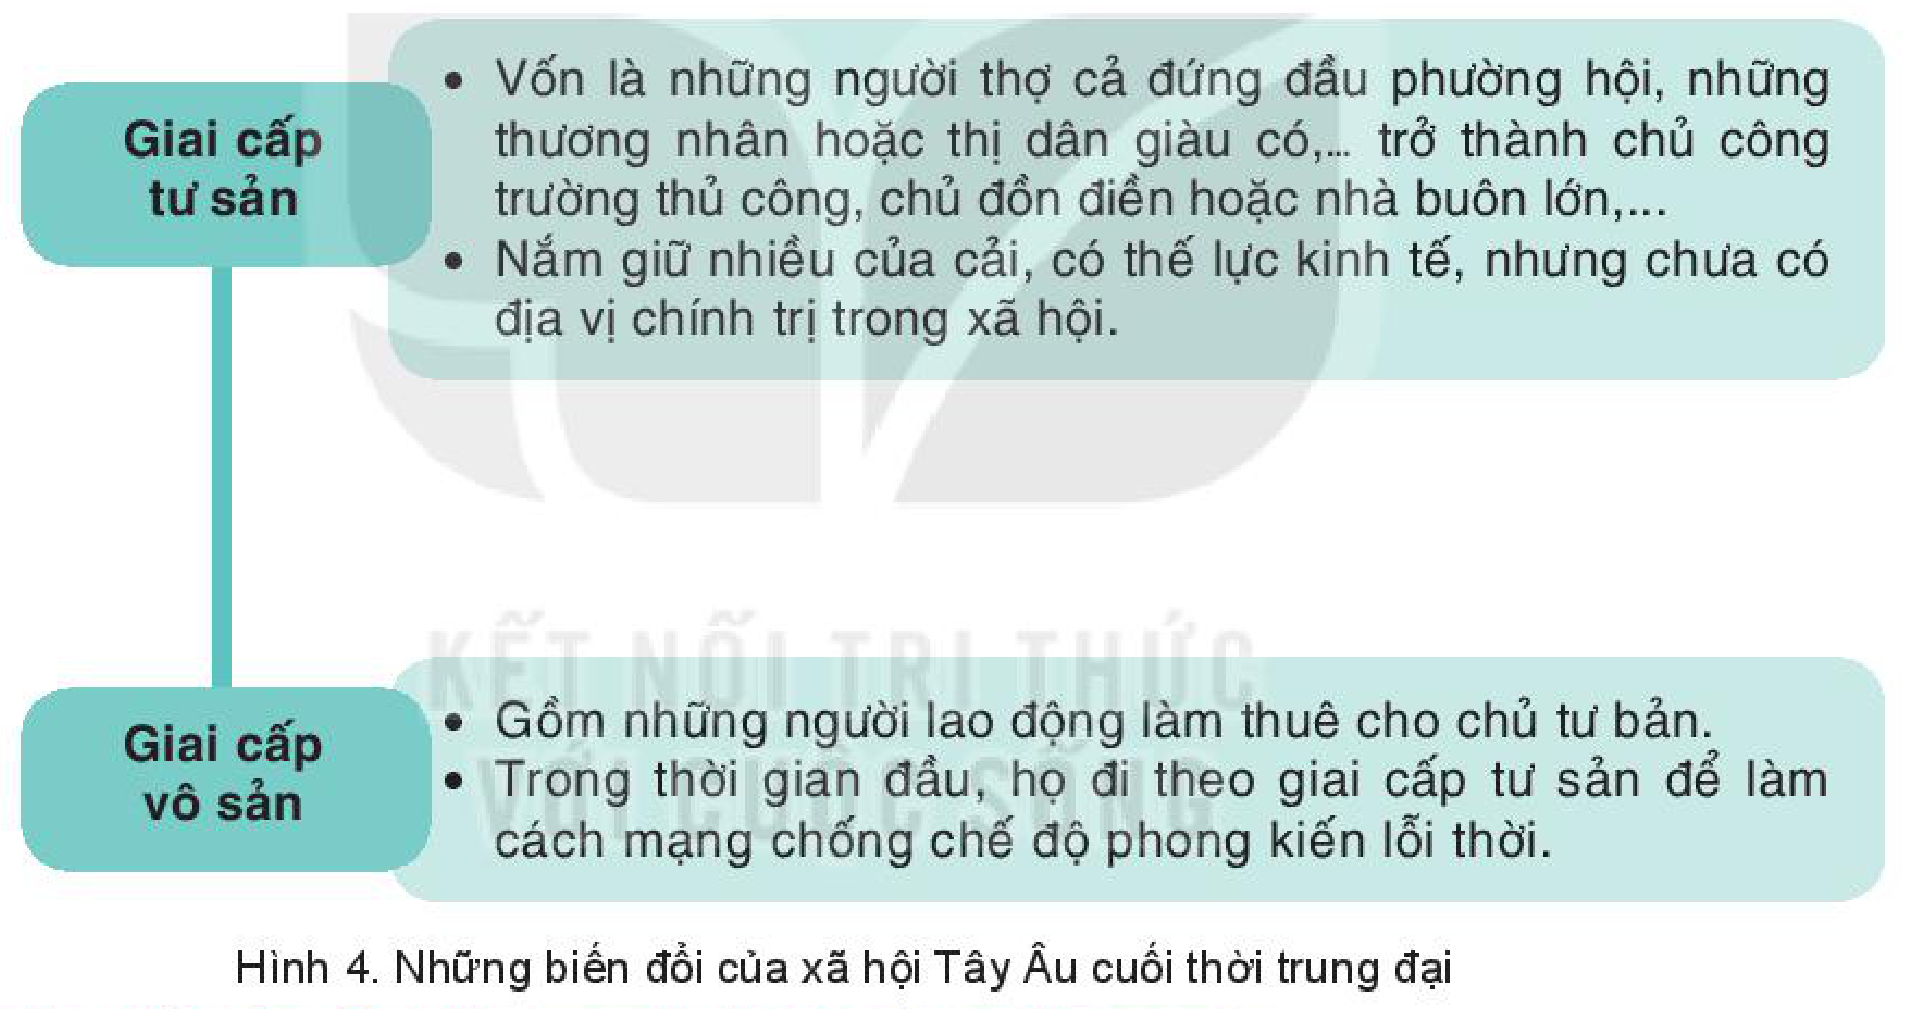 Giai cấp
tư sản
• Vốn là những người thợ cả đứng đầu phường hội, những
thương nhân hoặc thị dân giàu có,... trở thành chủ công
trường thủ công, chủ đồn điền hoặc nhà buôn lớn,...
• Nắm giữ nhiều của cải, có thế lực kinh tế, nhưng chưa có
địa vị chính trị trong xã hội.
KẾT NỐI TRI THỨC
VỚI CUỘC SỐNG
Giai cấp
vô sản
• Gồm những người lao động làm thuê cho chủ tư bản.
• Trong thời gian đầu, họ đi theo giai cấp tư sản để làm
cách mạng chống chế độ phong kiến lỗi thời.
Hình 4. Những biến đổi của xã hội Tây Âu cuối thời trung đại